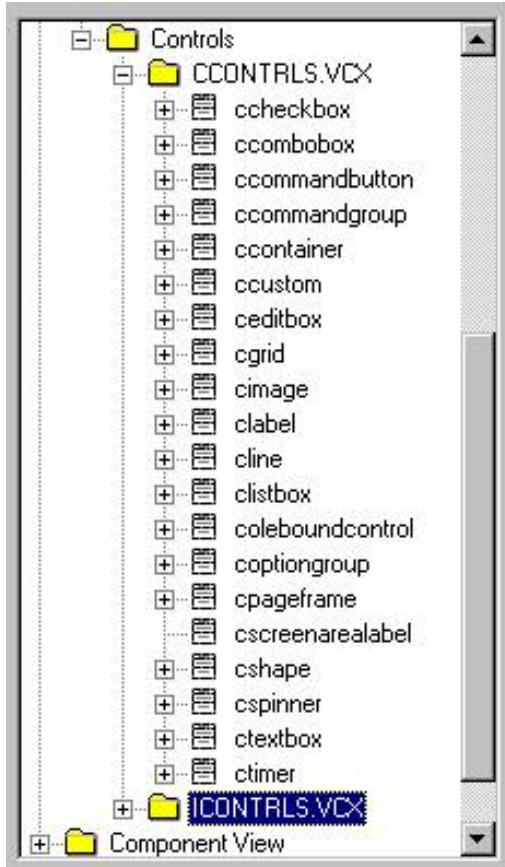 Controls
CCONTRLS.VCX
ccheckbox
ccombobox
ccommandbutton
ccommandgroup
ccontainer
ccustom
ceditbox
cgrid
cimage
clabel
cline
clistbox
coleboundcontrol
coptiongroup
cpageframe
cscreenarealabel
cshape
cspinner
ctextbox
ctimer
ICONTRLS.VCX
Component View